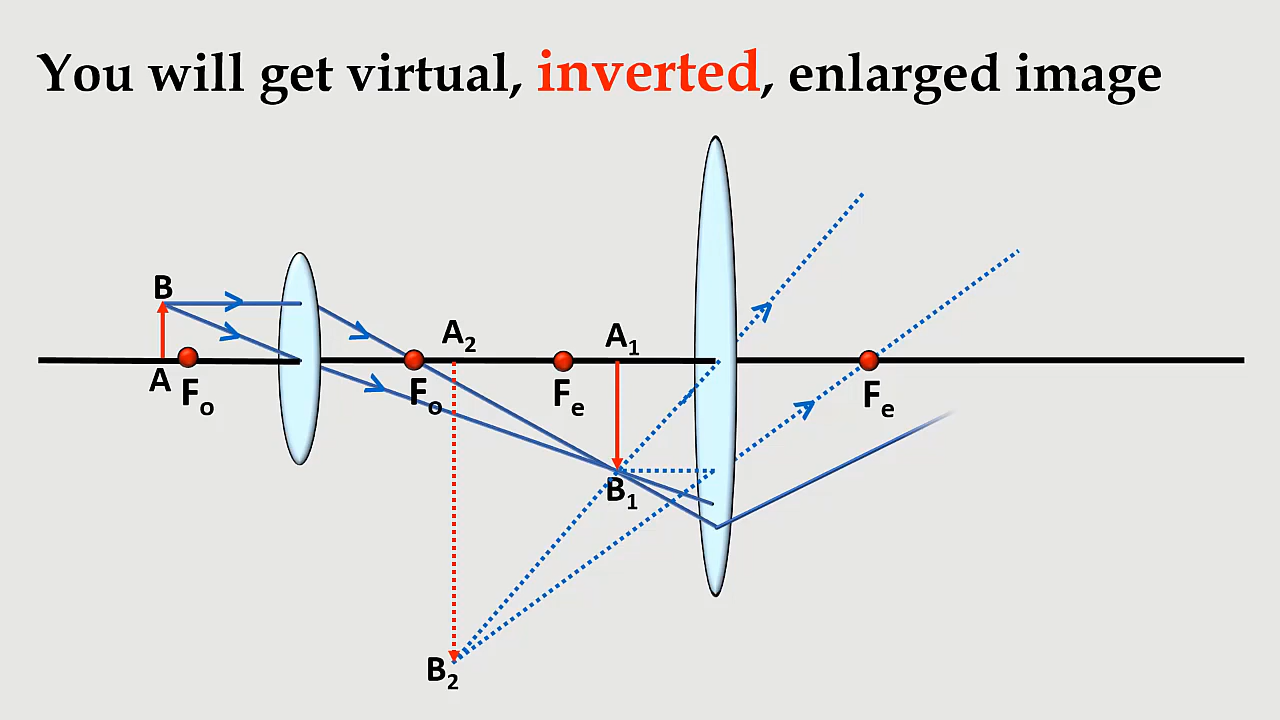 You will get virtual, inverted, enlarged image
B
A₂
A₁
A
Fₒ
Fₒ
Fₑ
Fₑ
B₁
B₂